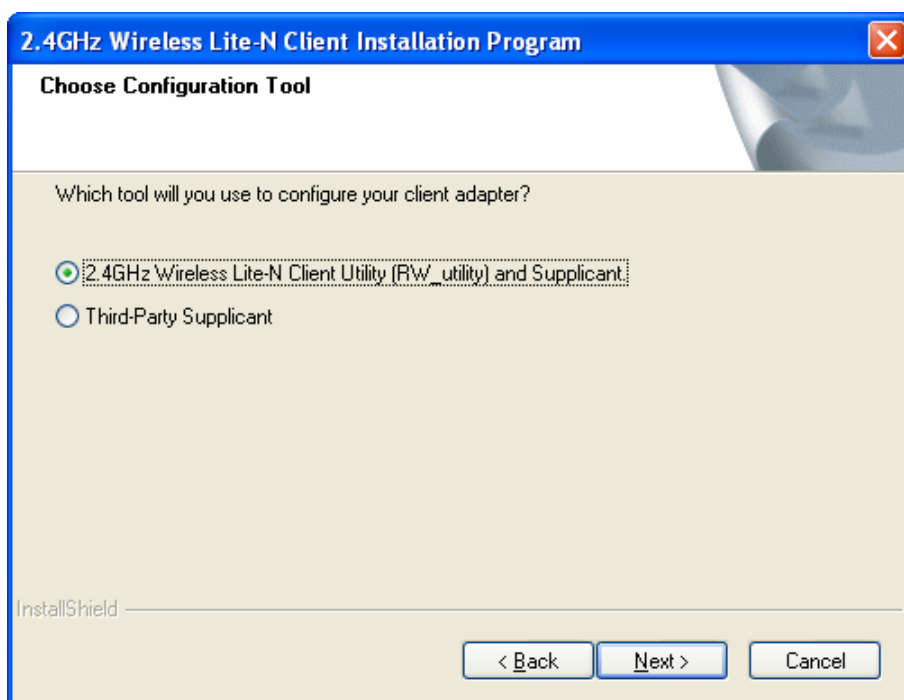 2.4GHz Wireless Lite-N Client Installation Program
Choose Configuration Tool
Which tool will you use to configure your client adapter?
2.4GHz Wireless Lite-N Client Utility (RW_utility) and Supplicant.
Third-Party Supplicant
InstallShield
< Back
Next >
Cancel